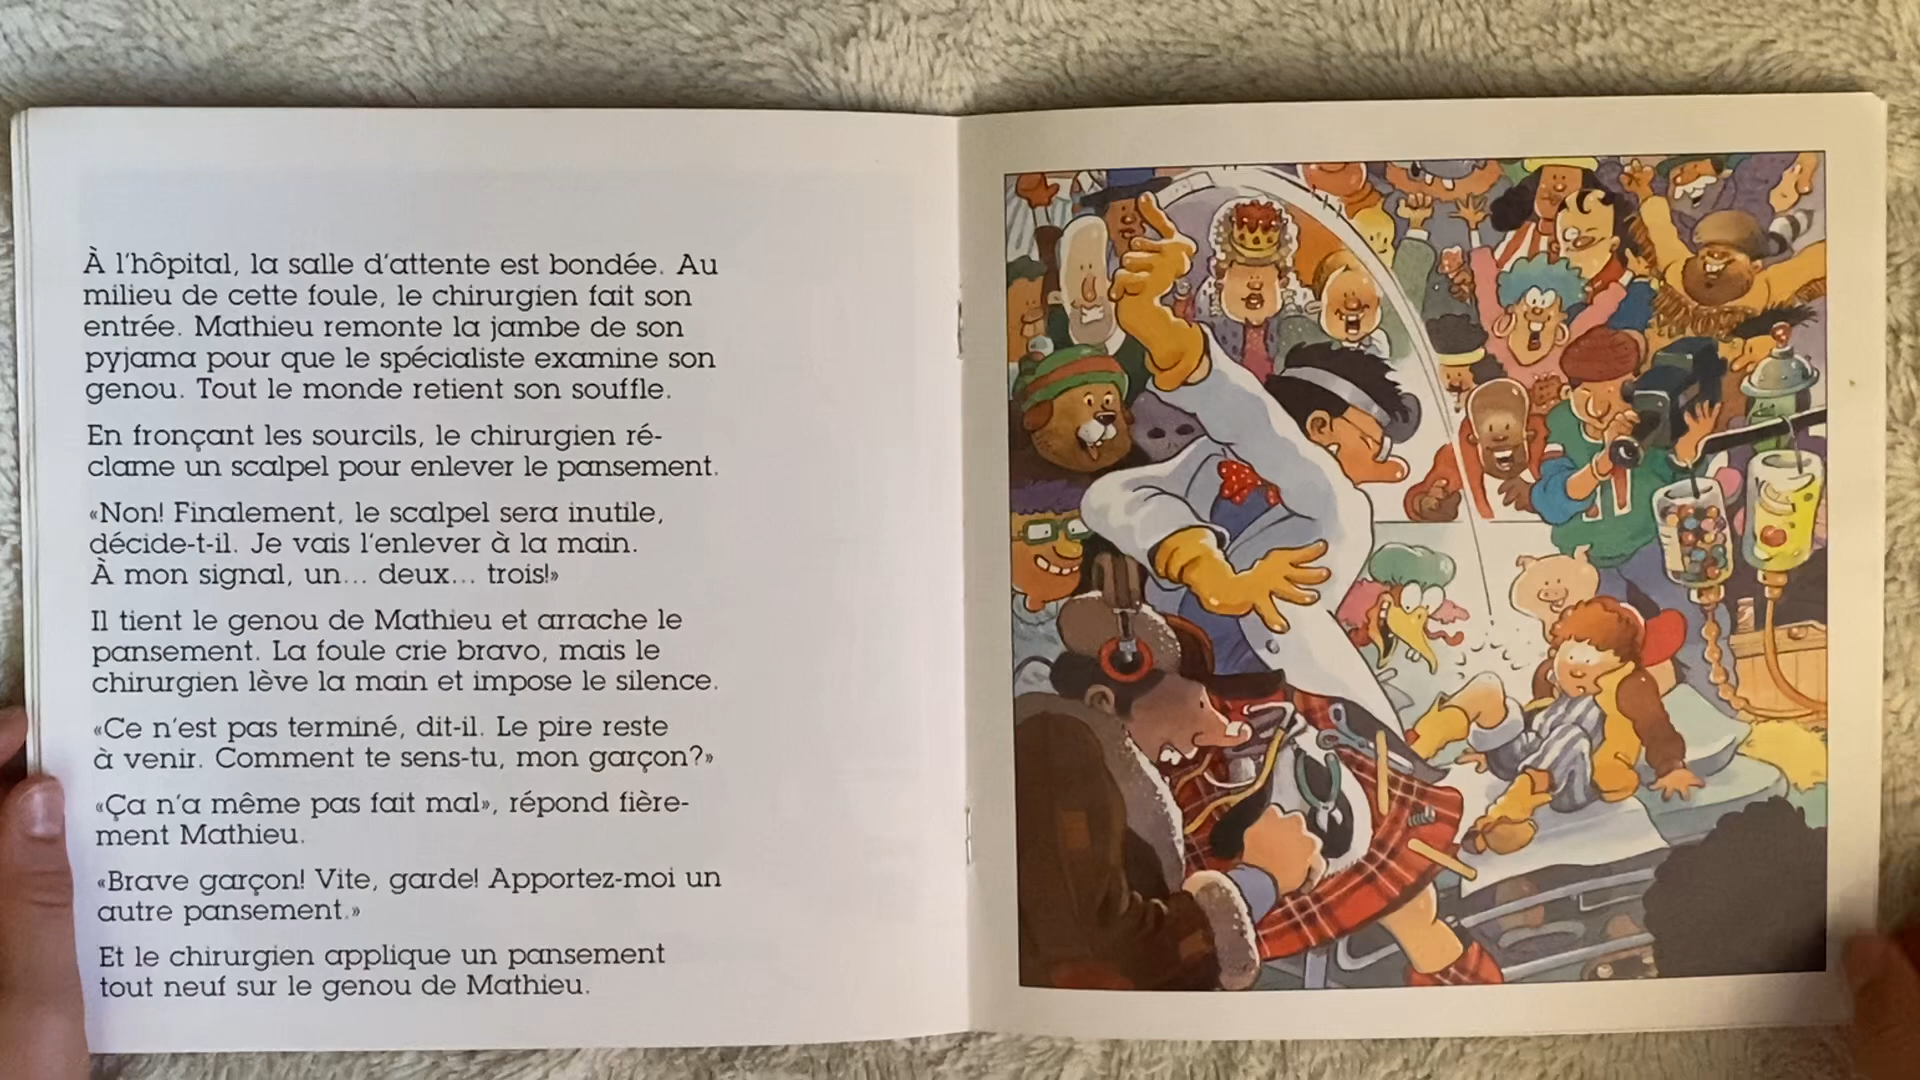 À l'hôpital, la salle d'attente est bondée. Au
milieu de cette foule, le chirurgien fait son
entrée. Mathieu remonte la jambe de son
pyjama pour que le spécialiste examine son
genou. Tout le monde retient son souffle.
En fronçant les sourcils, le chirurgien ré-
clame un scalpel pour enlever le pansement.
«Non! Finalement, le scalpel sera inutile,
décide-t-il. Je vais l'enlever à la main.
À mon signal, un... deux... trois!»
Il tient le genou de Mathieu et arrache le
pansement. La foule crie bravo, mais le
chirurgien lève la main et impose le silence.
«Ce n'est pas terminé, dit-il. Le pire reste
à venir. Comment te sens-tu, mon garçon?»
«Ça n'a même pas fait mal», répond fière-
ment Mathieu.
«Brave garçon! Vite, garde! Apportez-moi un
autre pansement.»
Et le chirurgien applique un pansement
tout neuf sur le genou de Mathieu.